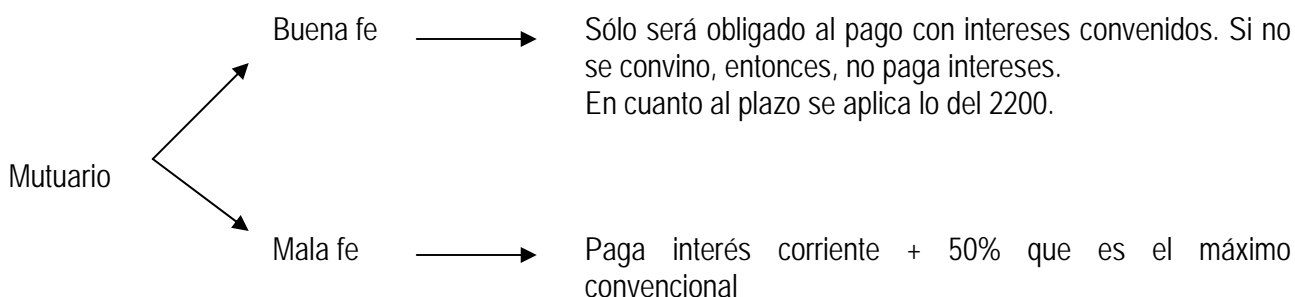 Buena fe
Sólo será obligado al pago con intereses convenidos. Si no
se convino, entonces, no paga intereses.
En cuanto al plazo se aplica lo del 2200.
Mutuario
Mala fe
Paga interés corriente + 50% que es el máximo
convencional